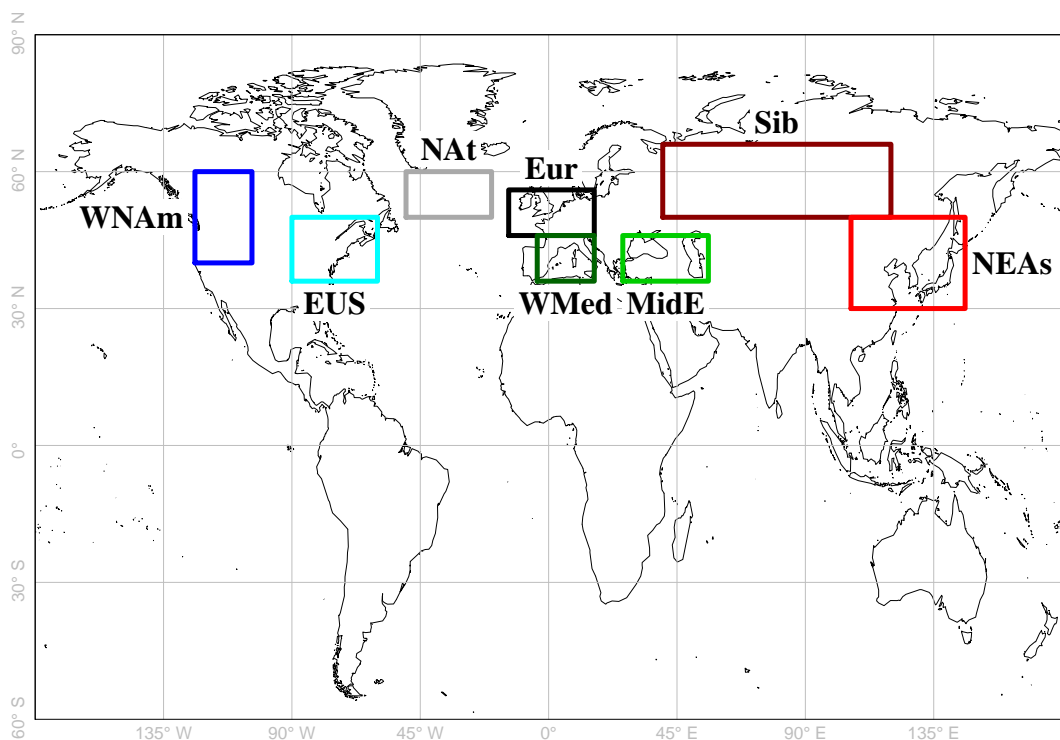 90° N
Sib
NAt
Eur
60° N
WNAm
NEAs
EUS
WMed
MidE
30° N
0°
30° S
60° S
135° W
90° W
45° W
0°
45° E
90° E
135° E